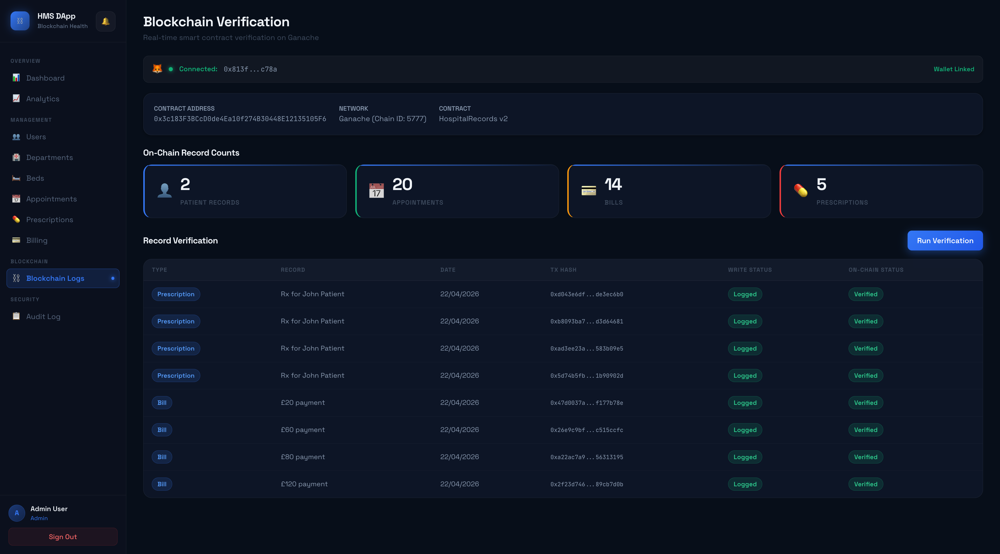 HMS DApp
Blockchain Health
OVERVIEW
Dashboard
Analytics
MANAGEMENT
Users
Departments
Beds
Appointments
Prescriptions
Billing
BLOCKCHAIN
Blockchain Logs
SECURITY
Audit Log
A
Admin User
Admin
Sign Out
Blockchain Verification
Real-time smart contract verification on Ganache
Connected: 0x813f...c78a Wallet Linked
CONTRACT ADDRESS NETWORK CONTRACT
0x3c183F3BCcD0de4Ea10f274B30448E12135105F6 Ganache (Chain ID: 5777) HospitalRecords v2
On-Chain Record Counts
2
PATIENT RECORDS
JUL
17
20
APPOINTMENTS
14
BILLS
5
PRESCRIPTIONS
Record Verification Run Verification
TYPE RECORD DATE TX HASH WRITE STATUS ON-CHAIN STATUS
Prescription Rx for John Patient 22/04/2026 0xd043e6df...de3ec6b0 Logged Verified
Prescription Rx for John Patient 22/04/2026 0xb8093ba7...d3d64681 Logged Verified
Prescription Rx for John Patient 22/04/2026 0xad3ee23a...583b09e5 Logged Verified
Prescription Rx for John Patient 22/04/2026 0x5d74b5fb...1b90902d Logged Verified
Bill £20 payment 22/04/2026 0x47d0037a...f177b78e Logged Verified
Bill £60 payment 22/04/2026 0x26e9c9bf...c515ccfc Logged Verified
Bill £80 payment 22/04/2026 0xa22ac7a9...56313195 Logged Verified
Bill £120 payment 22/04/2026 0x2f23d746...89cb7d0b Logged Verified